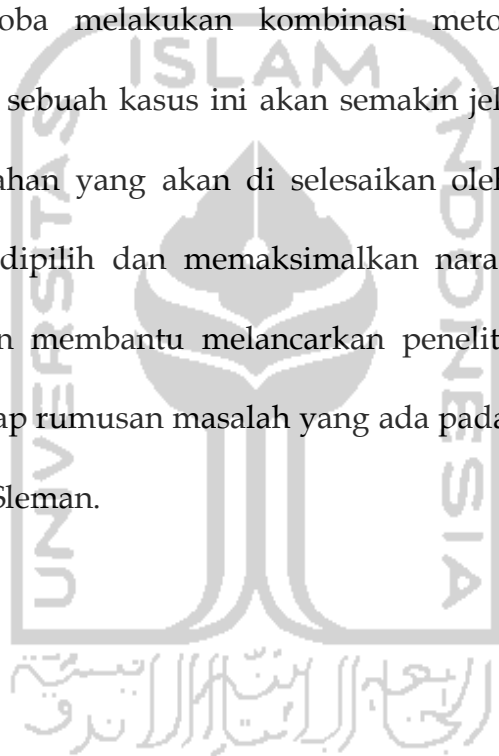 oba melakukan kombinasi meto
ISLAM
sebuah kasus ini akan semakin jel
ahan yang akan di selesaikan oleh
dipilih dan memaksimalkan nara
n membantu melancarkan penelit
ap rumusan masalah yang ada pada
Sleman.
UNIVERSITAS
INDONESIA